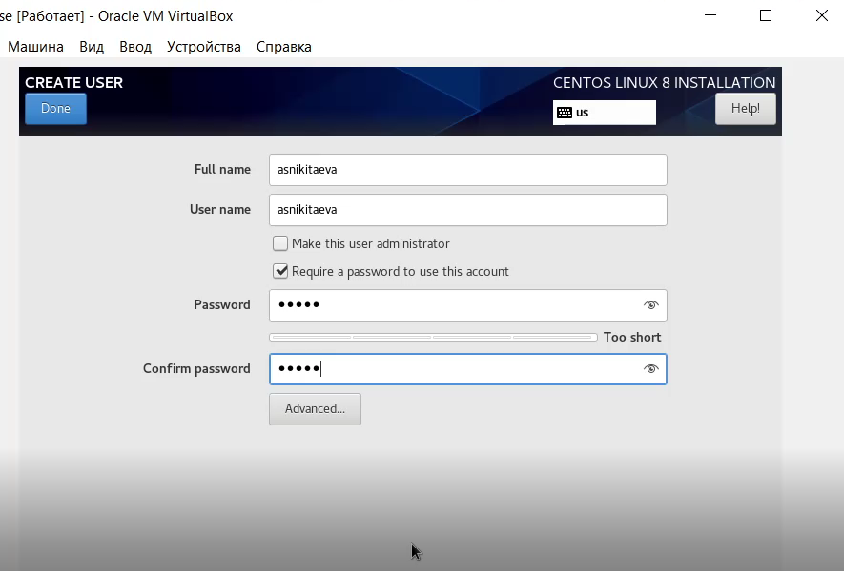 se [Работает] - Oracle VM VirtualBox
Машина Вид Ввод Устройства Справка
CREATE USER
CENTOS LINUX 8 INSTALLATION
Done
us
Help!
Full name
asnikitaeva
User name
asnikitaeva
Make this user administrator
Require a password to use this account
Password
•••••
Too short
Confirm password
•••••
Advanced...